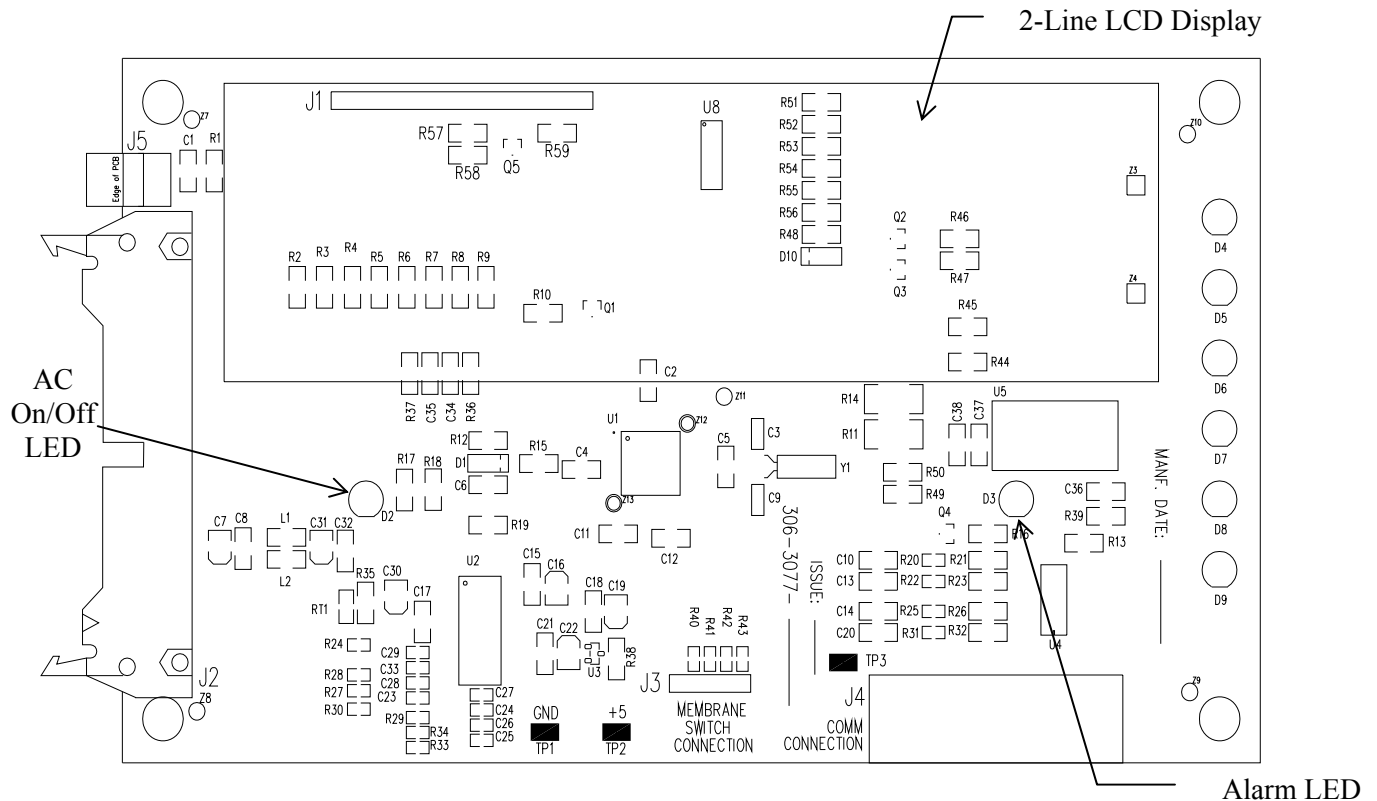 2-Line LCD Display
J1
U8
R51
R52
R53
R54
R55
R56
R48
D10
R57
R58
Q5
R59
Z7
Z10
J5
C1
R1
Edge of PCB
Z3
Z4
Q2
Q3
R46
R47
R45
R44
D4
D5
D6
D7
D8
D9
R2
R3
R4
R5
R6
R7
R8
R9
R10
Q1
AC
On/Off
LED
R37
C35
C34
R36
C2
Z11
Z12
U1
R14
R11
U5
C38
C37
R12
D1
C6
R15
C4
C5
C3
Y1
C9
R17
R18
D2
R50
R49
D3
C36
R39
R13
MANF. DATE:
Z13
R19
C11
C12
Q4
R16
C7
C8
L1
L2
C31
C32
306-3077-
ISSUE:
U2
C15
C16
C18
C19
C10
C13
C14
C20
R20
R22
R25
R31
R21
R23
R26
R32
U4
R35
RT1
C30
C17
R24
R28
R27
R30
C29
C33
C28
C23
R29
R34
R33
C21
C22
U3
R38
R40
R41
R42
R43
C27
C24
C26
C25
TP3
J2
Z8
Z9
J3
J4
GND
TP1
+5
TP2
MEMBRANE
SWITCH
CONNECTION
COMM
CONNECTION
Alarm LED